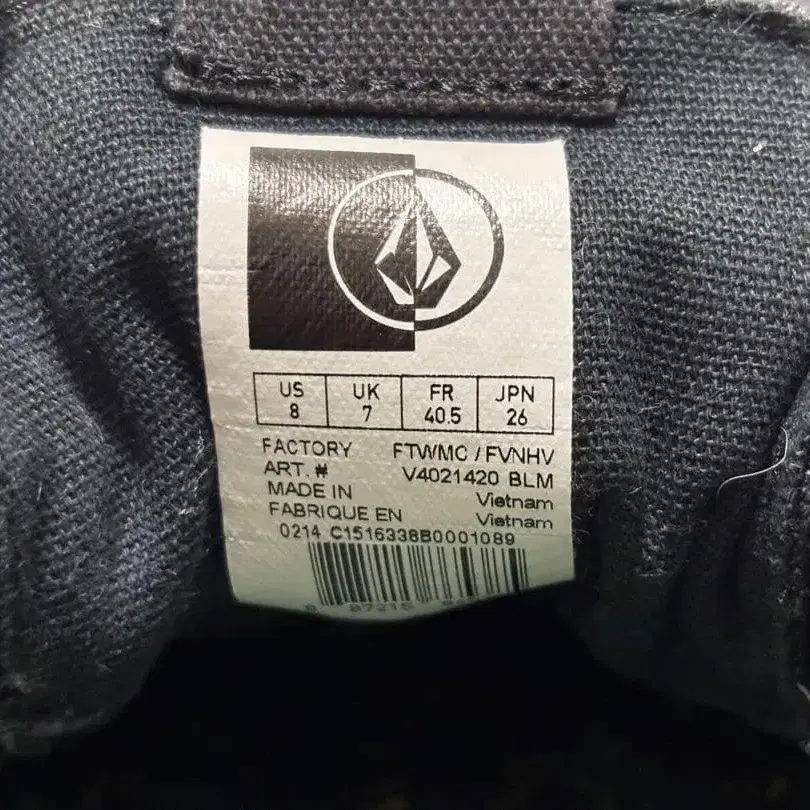 US UK FR JPN
8 7 40.5 26
FACTORY FTWMC / FVNHV
ART. # V4021420 BLM
MADE IN Vietnam
FABRIQUE EN Vietnam
0214 C1516338B0001089